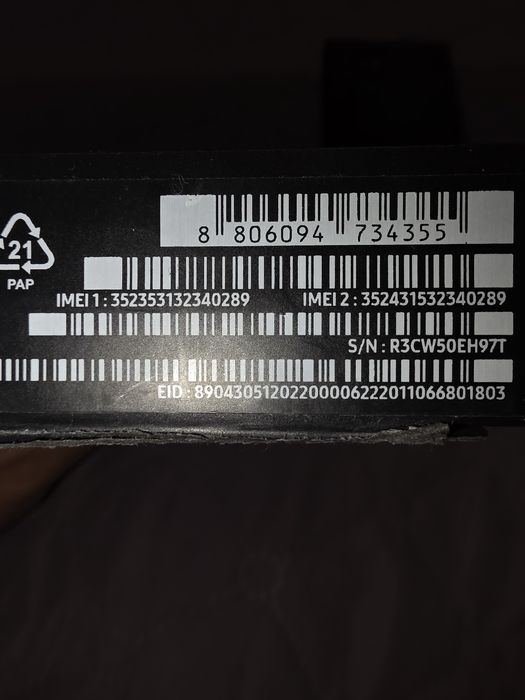 8 806094 734355
21
PAP
IMEI 1 : 352353132340289 IMEI 2 : 352431532340289
S/N : R3CW50EH97T
EID : 89043051202200006222011066801803